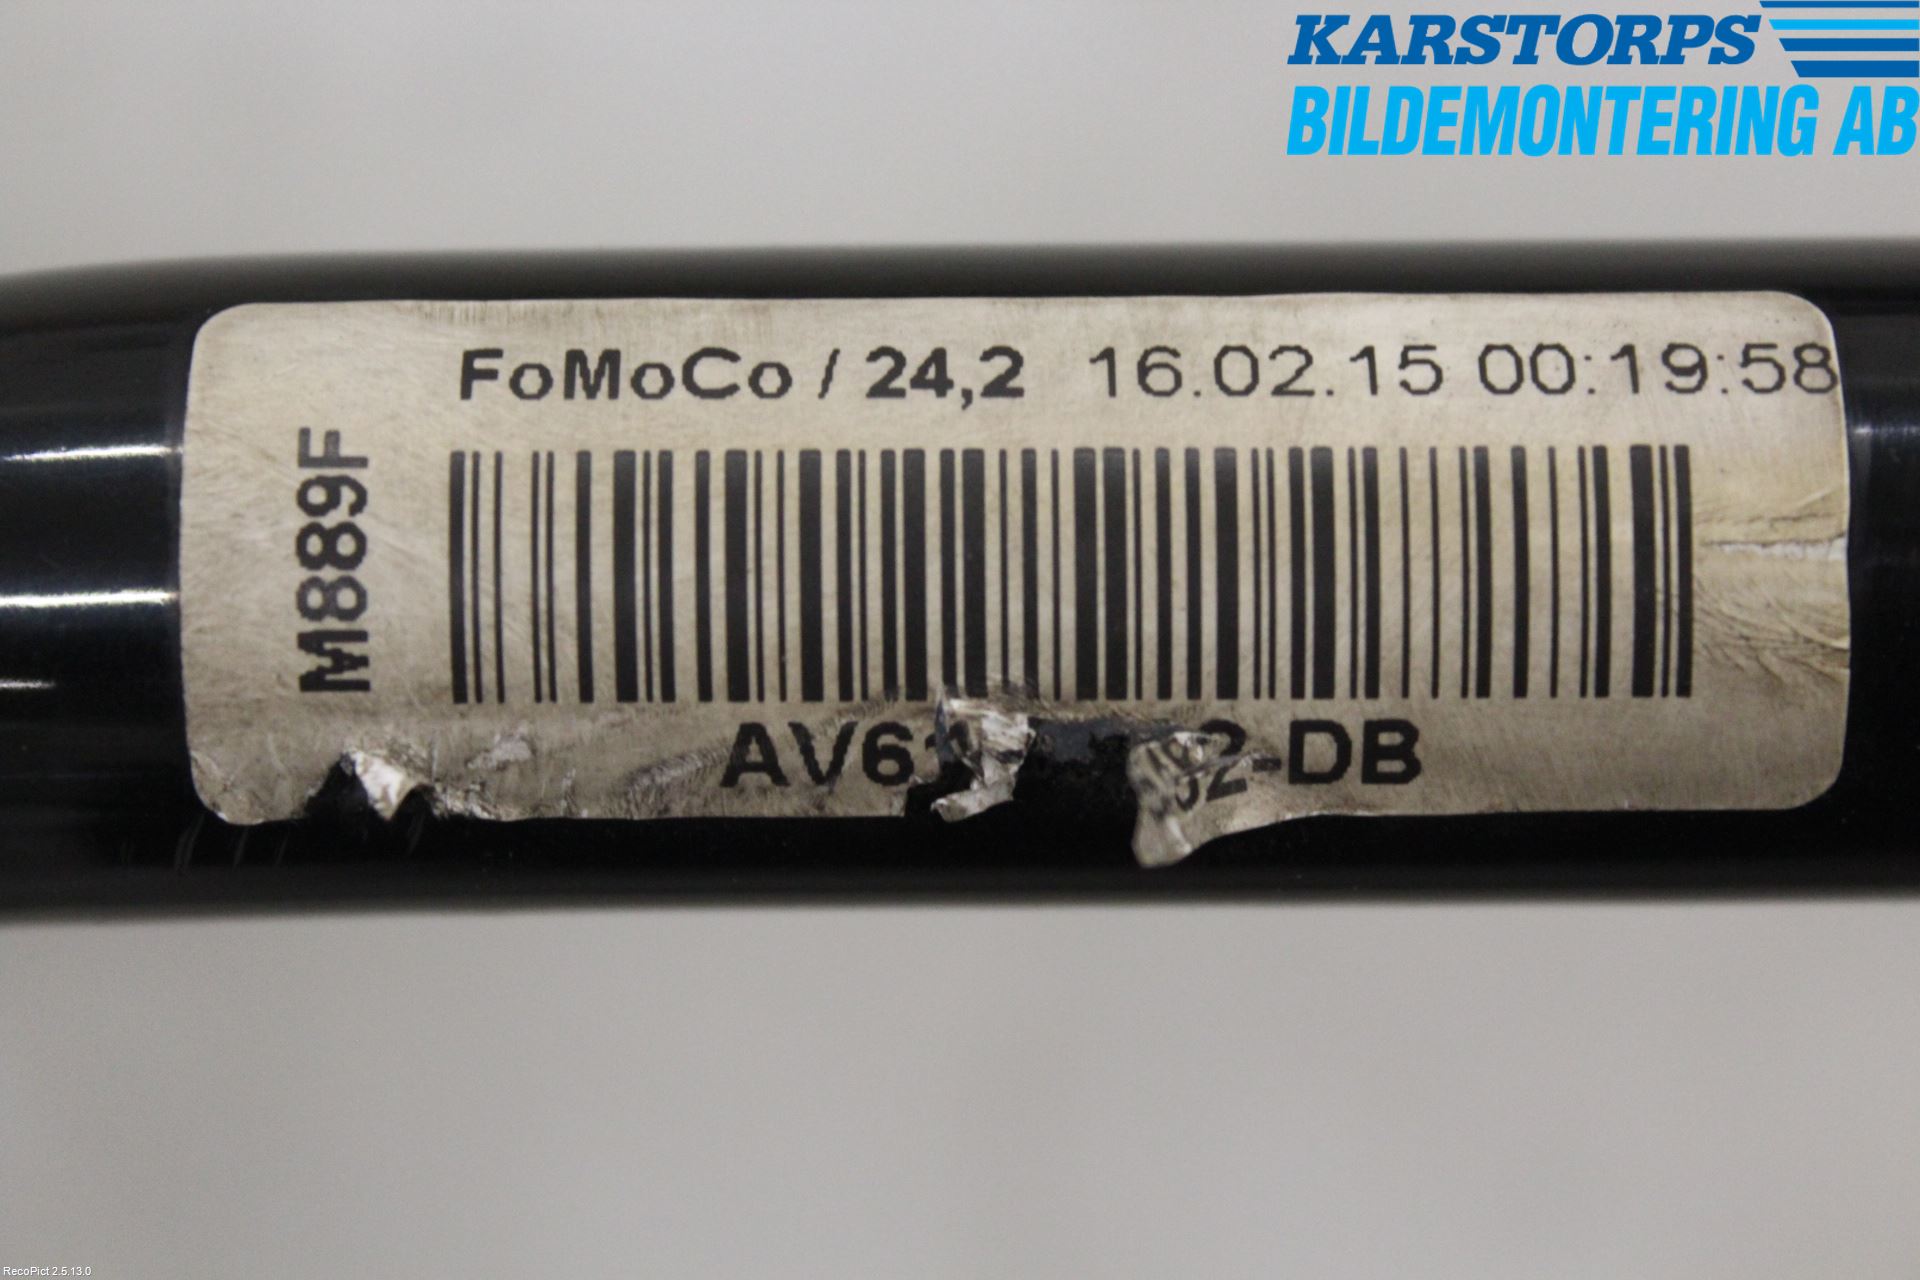 KARSTORPS
BILDEMONTERING AB
FoMoCo / 24,2 16.02.15 00:19:58
M889F
RecoPict 2.5.13.0